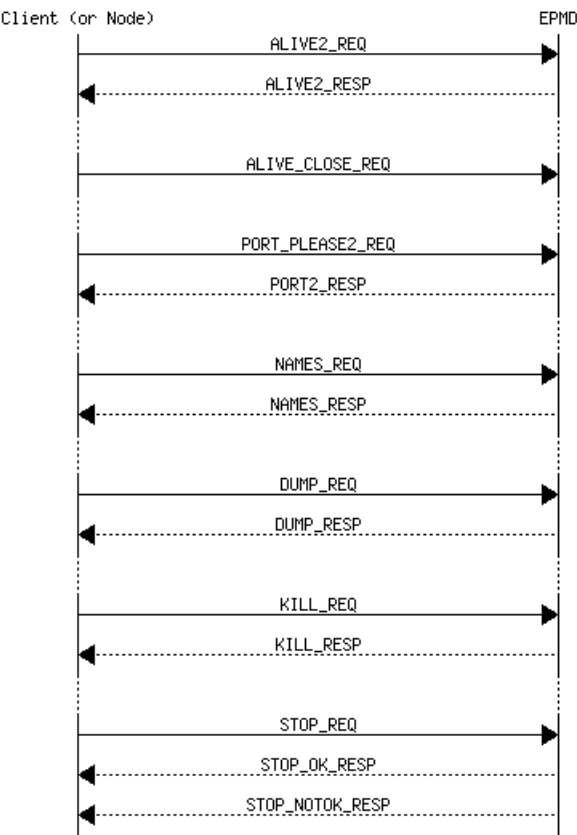 Client (or Node) EPMD
ALIVE2_REQ
ALIVE2_RESP
ALIVE_CLOSE_REQ
PORT_PLEASE2_REQ
PORT2_RESP
NAMES_REQ
NAMES_RESP
DUMP_REQ
DUMP_RESP
KILL_REQ
KILL_RESP
STOP_REQ
STOP_OK_RESP
STOP_NOTOK_RESP